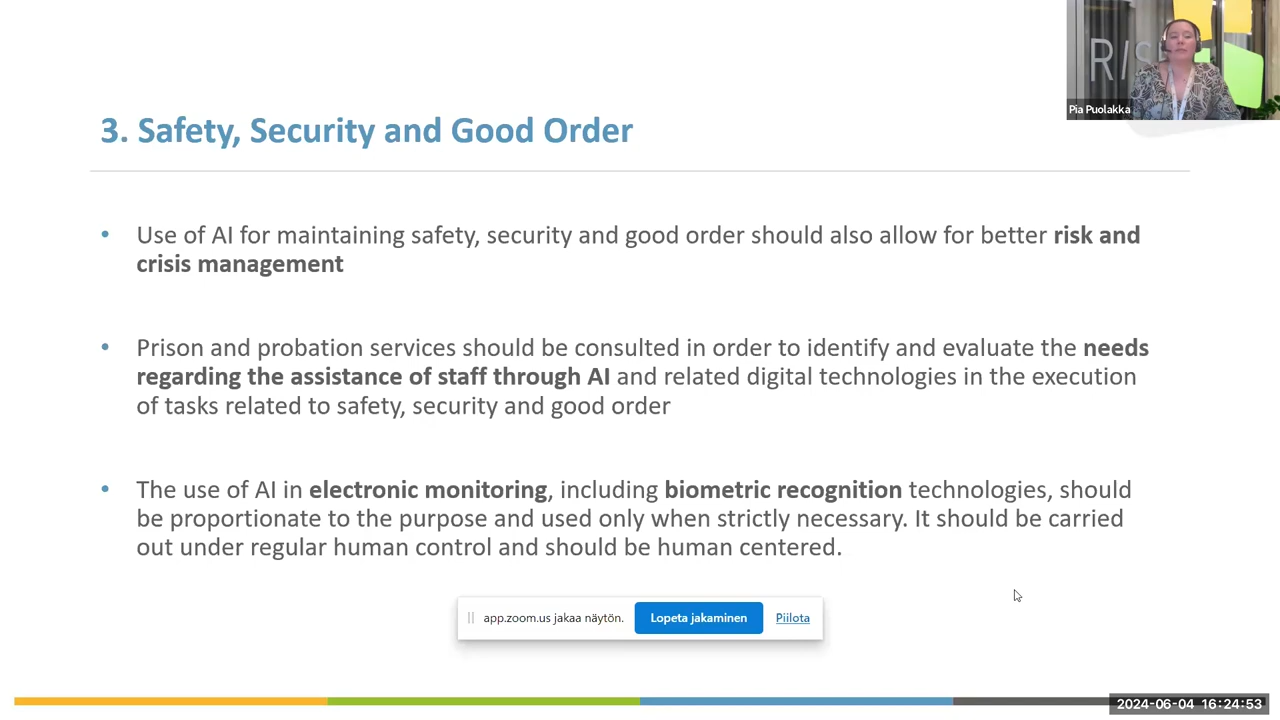 Pia Puolakka
3. Safety, Security and Good Order
• Use of AI for maintaining safety, security and good order should also allow for better risk and
crisis management
• Prison and probation services should be consulted in order to identify and evaluate the needs
regarding the assistance of staff through AI and related digital technologies in the execution
of tasks related to safety, security and good order
• The use of AI in electronic monitoring, including biometric recognition technologies, should
be proportionate to the purpose and used only when strictly necessary. It should be carried
out under regular human control and should be human centered.
app.zoom.us jakaa näytön. Lopeta jakaminen Piilota
2024-06-04 16:24:53